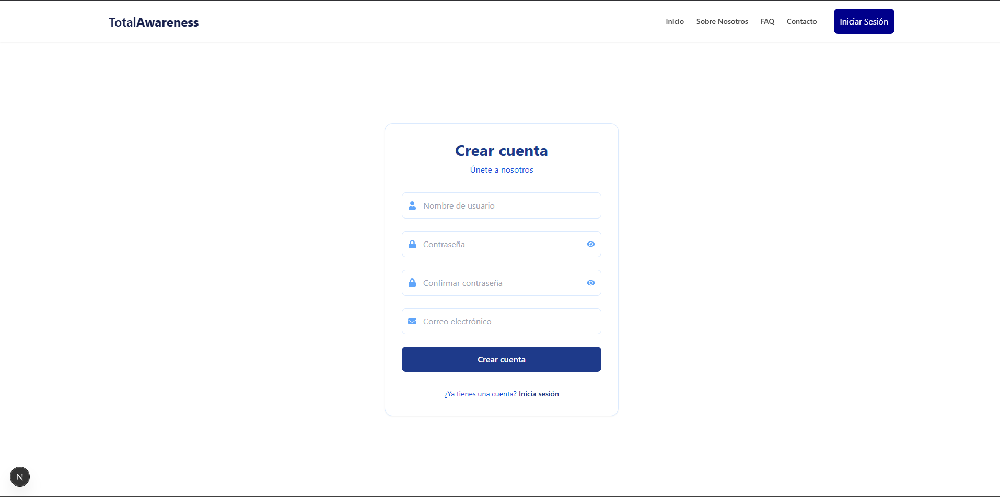 TotalAwareness
Inicio
Sobre Nosotros
FAQ
Contacto
Iniciar Sesión
Crear cuenta
Únete a nosotros
Nombre de usuario
Contraseña
Confirmar contraseña
Correo electrónico
Crear cuenta
¿Ya tienes una cuenta? Inicia sesión
N